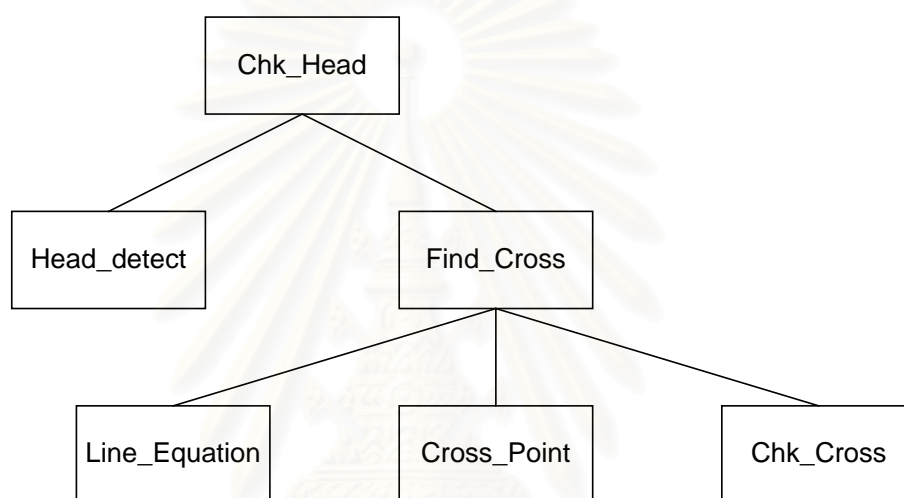 Chk_Head
Head_detect
Find_Cross
Line_Equation
Cross_Point
Chk_Cross